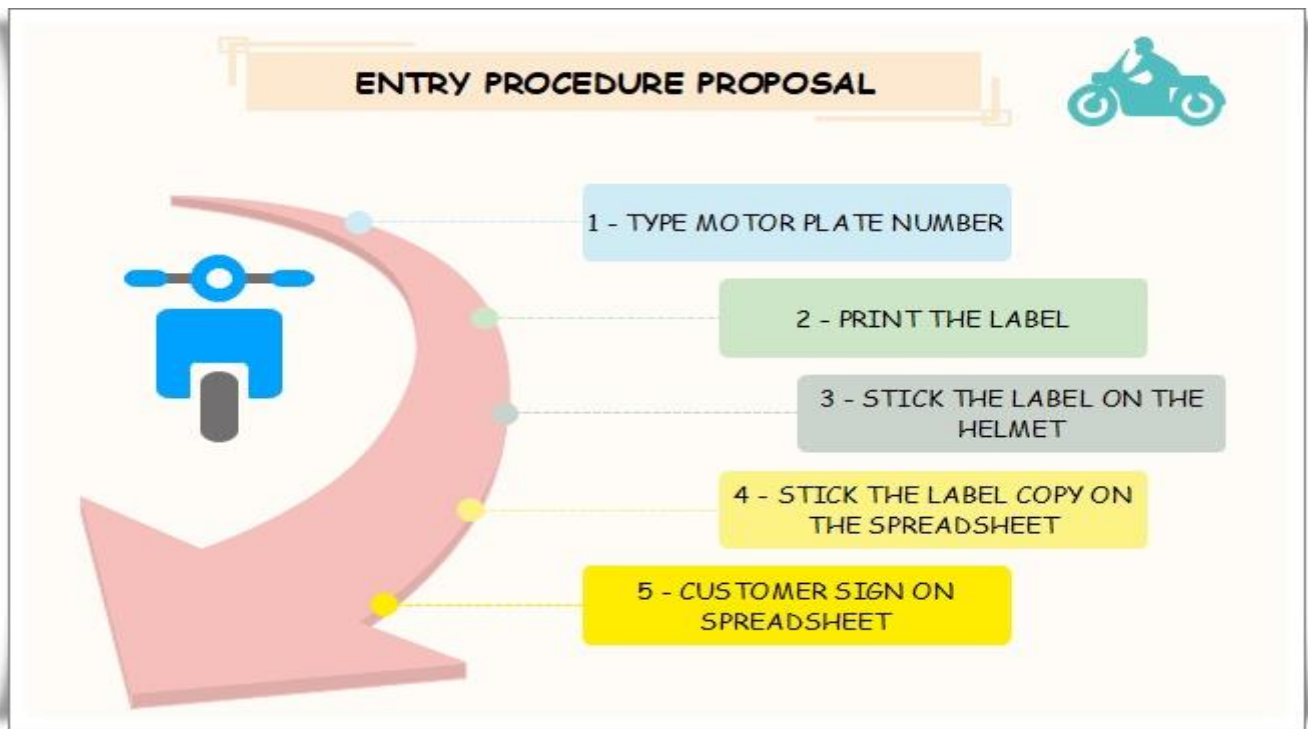 ENTRY PROCEDURE PROPOSAL
1 - TYPE MOTOR PLATE NUMBER
2 - PRINT THE LABEL
3 - STICK THE LABEL ON THE
HELMET
4 - STICK THE LABEL COPY ON
THE SPREADSHEET
5 - CUSTOMER SIGN ON
SPREADSHEET